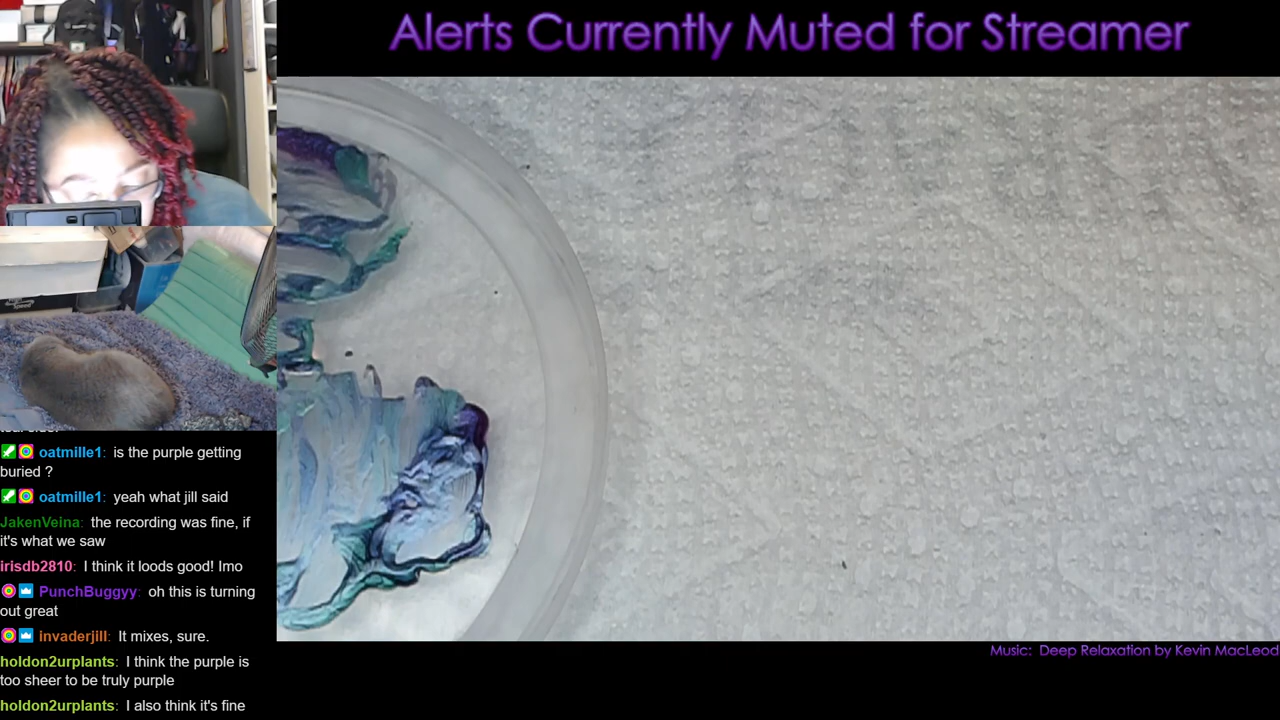 Alerts Currently Muted for Streamer
oatmille1: is the purple getting
buried ?
oatmille1: yeah what jill said
JakenVeina: the recording was fine, if
it's what we saw
irisdb2810: I think it loods good! Imo
PunchBuggyy: oh this is turning
out great
invaderjill: It mixes, sure.
holdon2urplants: I think the purple is
too sheer to be truly purple
holdon2urplants: I also think it's fine
Music: Deep Relaxation by Kevin MacLeod